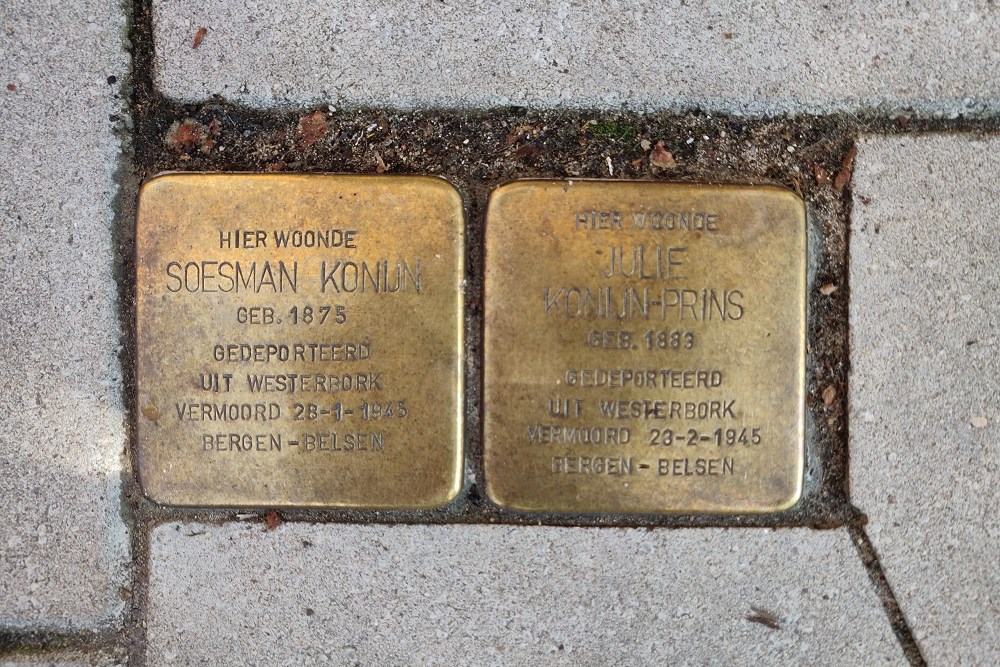 HIER WOONDE
SOESMAN KONIJN
GEB. 1875
GEDEPORTEERD
UIT WESTERBORK
VERMOORD 28-1-1945
BERGEN-BELSEN
HIER WOONDE
JULIE
KONIJN-PRINS
GEB. 1883
GEDEPORTEERD
UIT WESTERBORK
VERMOORD 23-2-1945
BERGEN - BELSEN